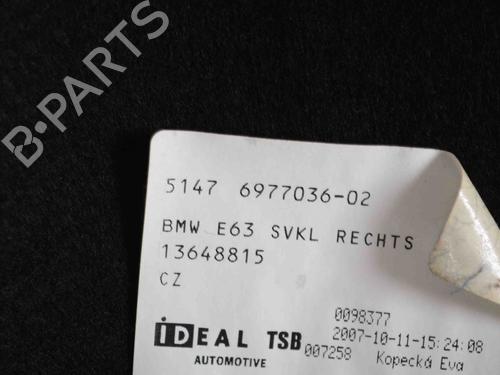 B-PARTS
5147 6977036-02
BMW E63 SVKL RECHTS
13648815
CZ
0098377
IDEAL TSB 2007-10-11-15:24:08
AUTOMOTIVE 007258 Kopecká Eva